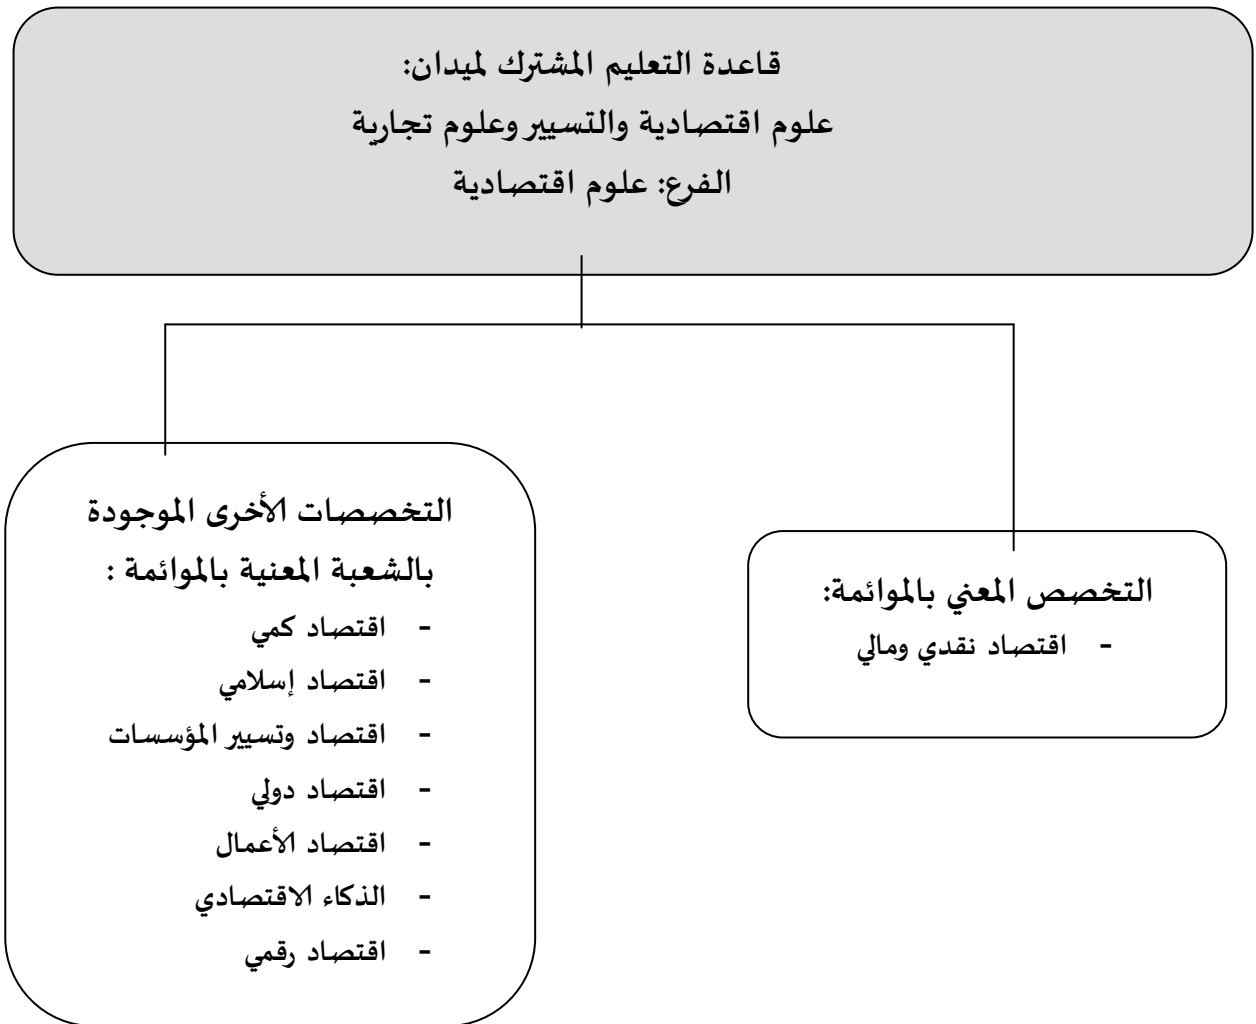 قاعدة التعليم المشترك لميدان:
علوم اقتصادية والتسيير وعلوم تجارية
الفرع: علوم اقتصادية
التخصص المعني بالموائمة:
- اقتصاد نقدي ومالي
التخصصات الأخرى الموجودة
بالشعبة المعنية بالموائمة :
- اقتصاد كمي
- اقتصاد إسلامي
- اقتصاد وتسيير المؤسسات
- اقتصاد دولي
- اقتصاد الأعمال
- الذكاء الاقتصادي
- اقتصاد رقمي